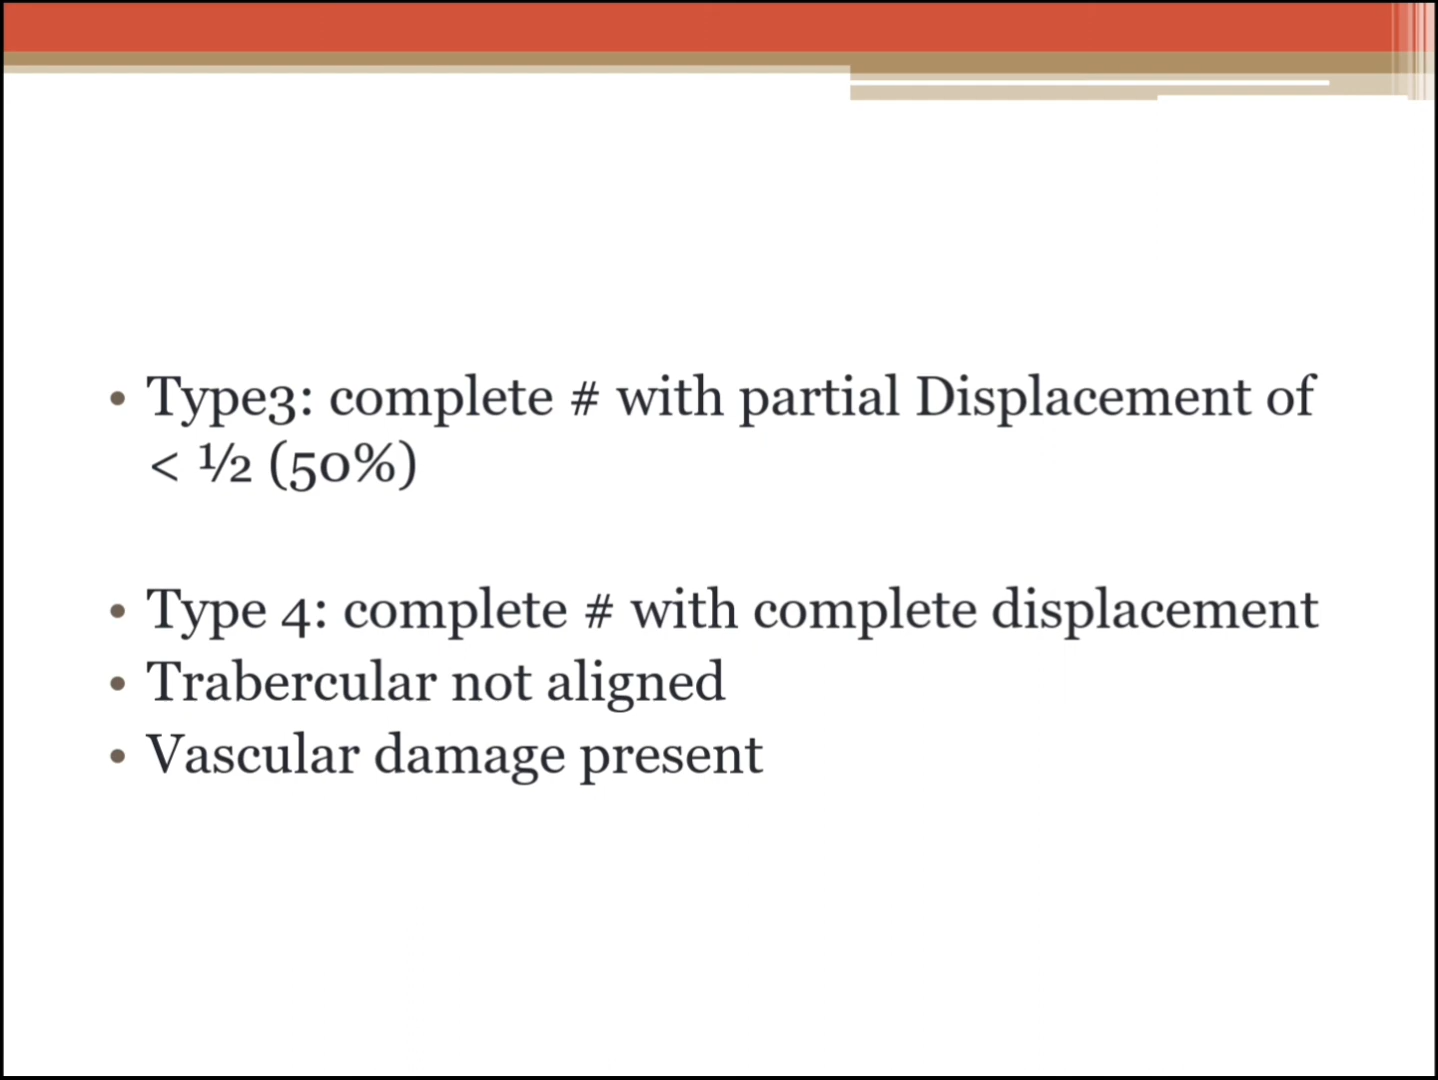 • Type3: complete # with partial Displacement of
< ½ (50%)
• Type 4: complete # with complete displacement
• Trabercular not aligned
• Vascular damage present